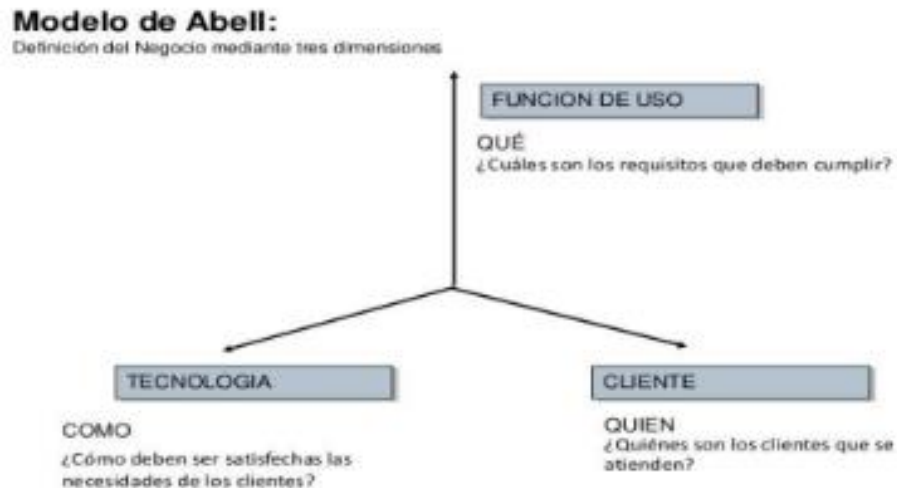 Modelo de Abell:
Definición del Negocio mediante tres dimensiones
FUNCION DE USO
QUÉ
¿Cuáles son los requisitos que deben cumplir?
TECNOLOGIA
COMO
¿Cómo deben ser satisfechas las
necesidades de los clientes?
CLIENTE
QUIEN
¿Quiénes son los clientes que se
atienden?